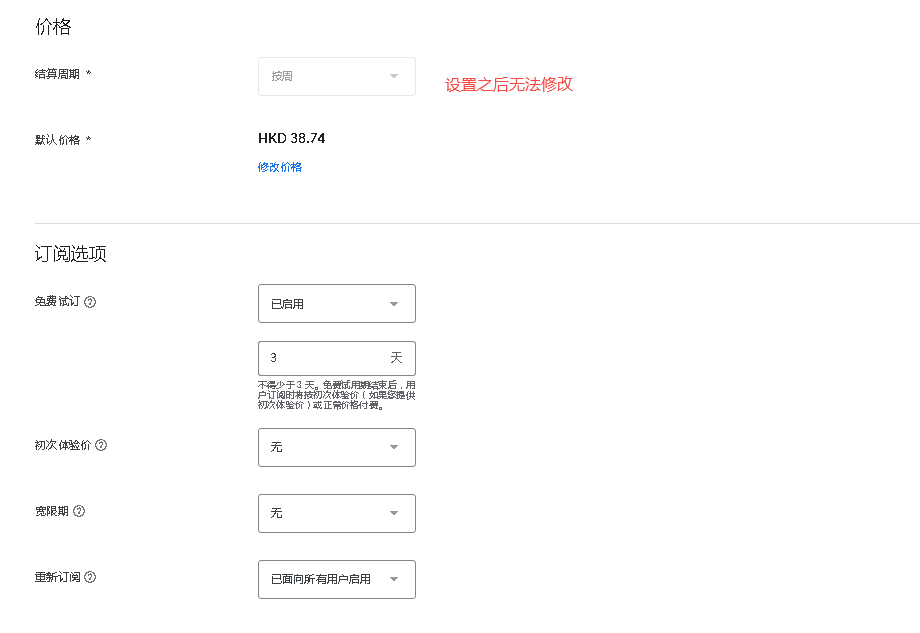 价格
结算周期 *
按周
设置之后无法修改
默认价格 *
HKD 38.74
修改价格
订阅选项
免费试订
已启用
3 天
不得少于 3 天。免费试用期结束后，用
户订阅时将按初次体验价（如果您提供
初次体验价）或正常价格付费。
初次体验价
无
宽限期
无
重新订阅
已面向所有用户启用